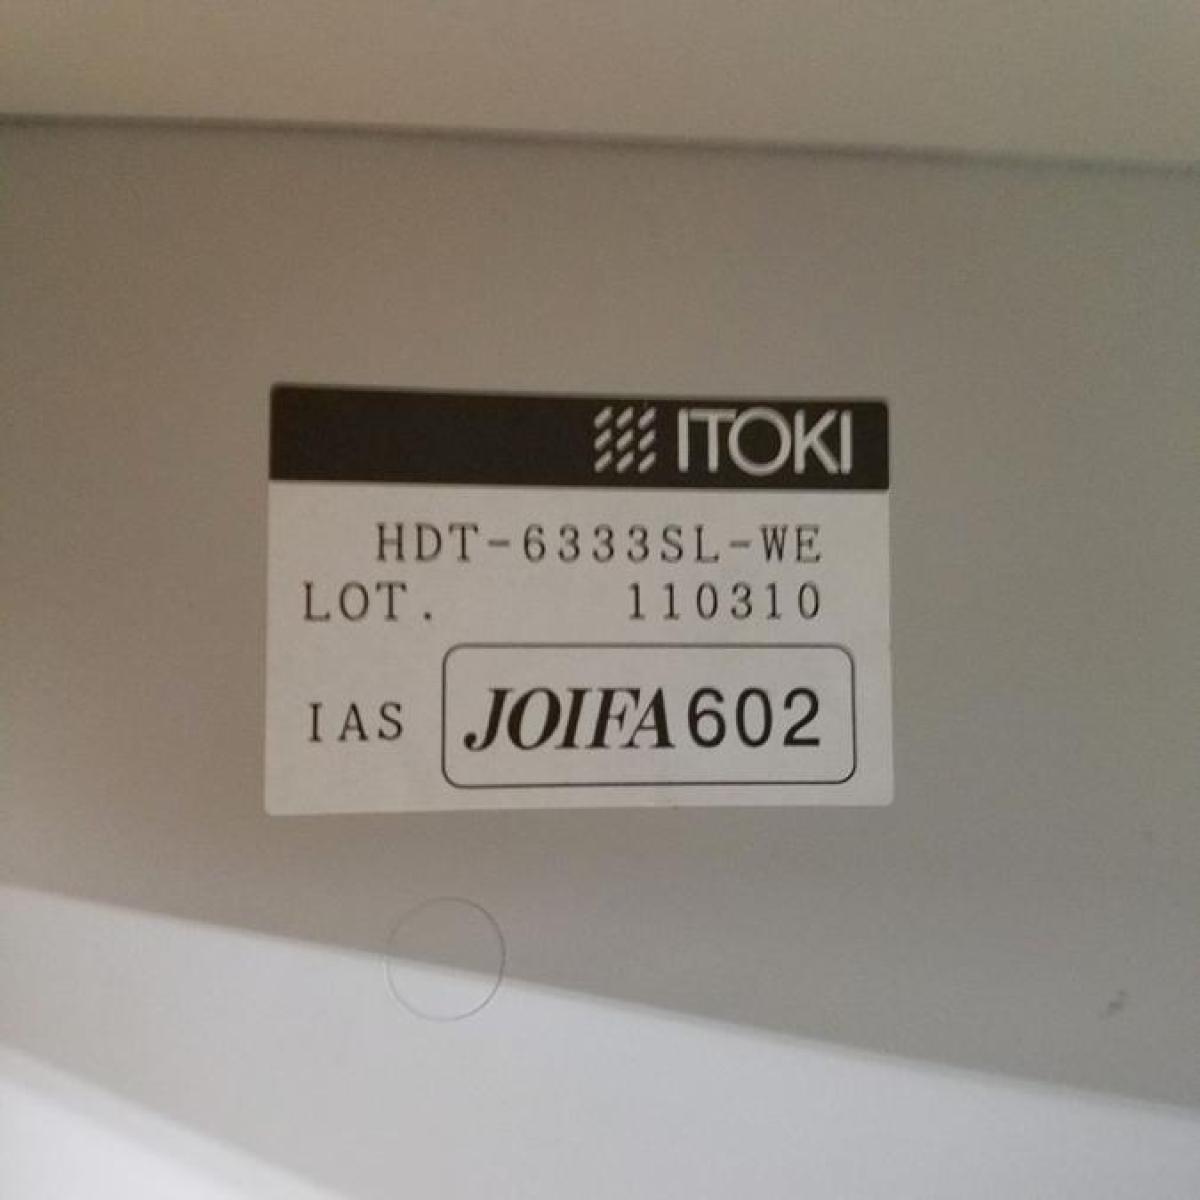 ITOKI
HDT-6333SL-WE
LOT. 110310
IAS JOIFA602